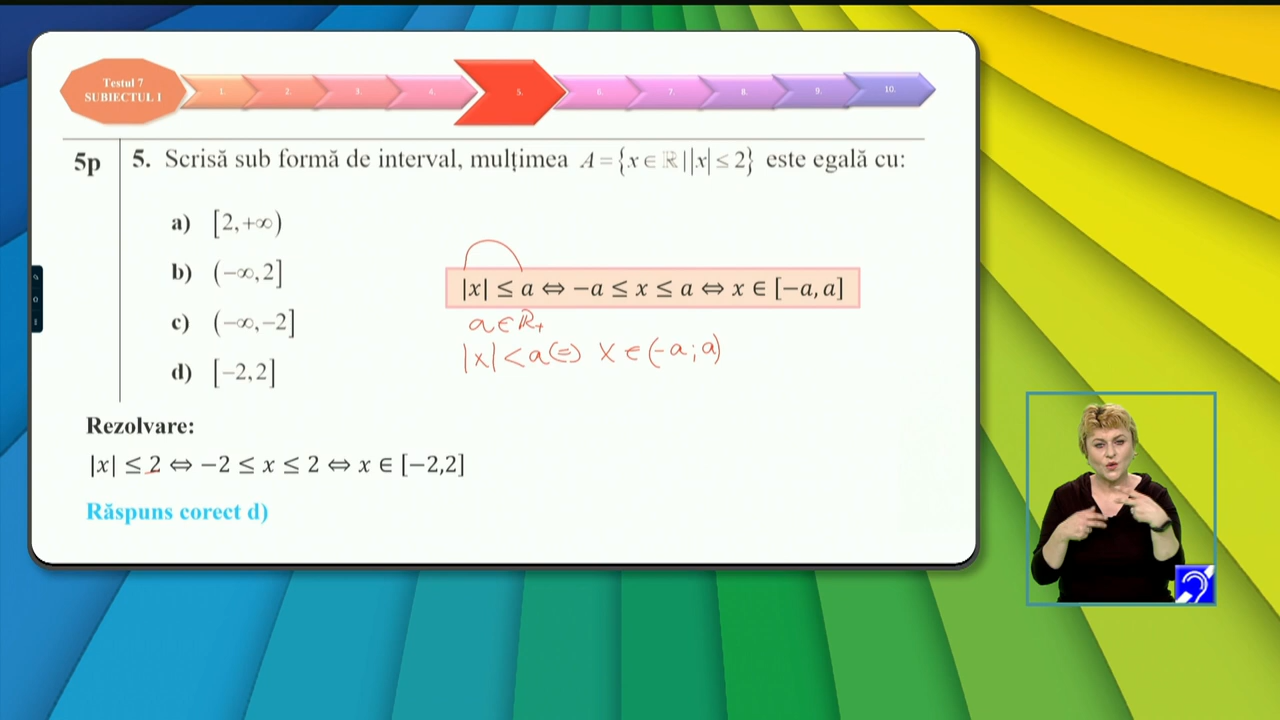 Testul 7
SUBIECTUL I
1. 2. 3. 4. 5. 6. 7. 8. 9. 10.
5p 5. Scrisă sub formă de interval, mulțimea A = {x ∈ ℝ | |x| ≤ 2} este egală cu:
a) [2,+∞)
b) (−∞,2]
c) (−∞,−2]
d) [−2,2]
|x| ≤ a ⇔ −a ≤ x ≤ a ⇔ x ∈ [−a, a]
a ∈ ℝ₊
|x| < a (=) x ∈ (−a ; a)
Rezolvare:
|x| ≤ 2 ⇔ −2 ≤ x ≤ 2 ⇔ x ∈ [−2,2]
Răspuns corect d)